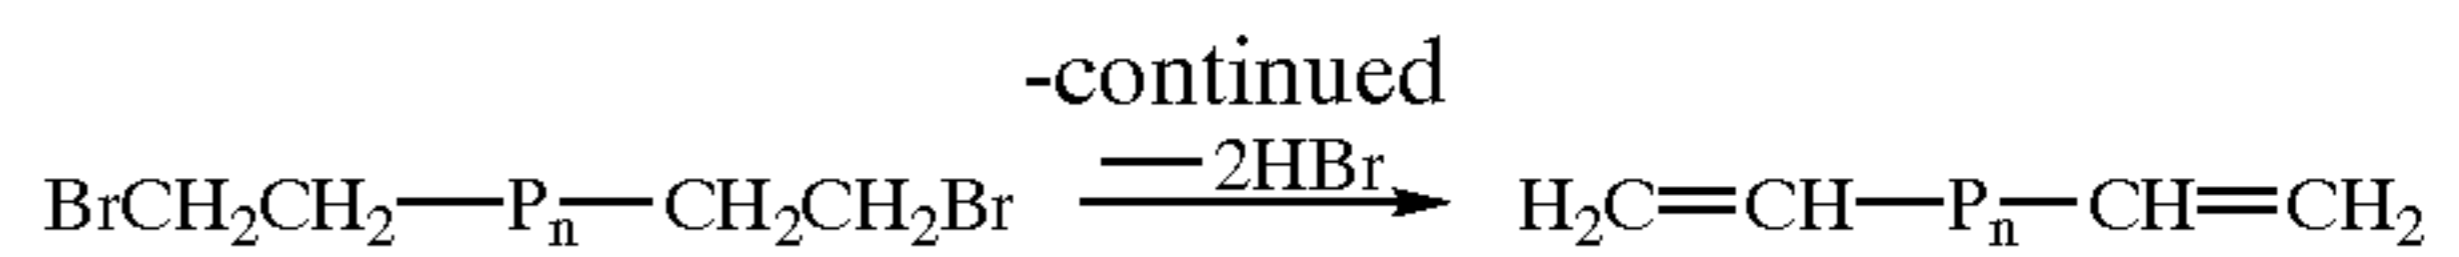 -continued
—2HBr
BrCH₂CH₂—Pₙ—CH₂CH₂Br ⟶ H₂C=CH—Pₙ—CH=CH₂